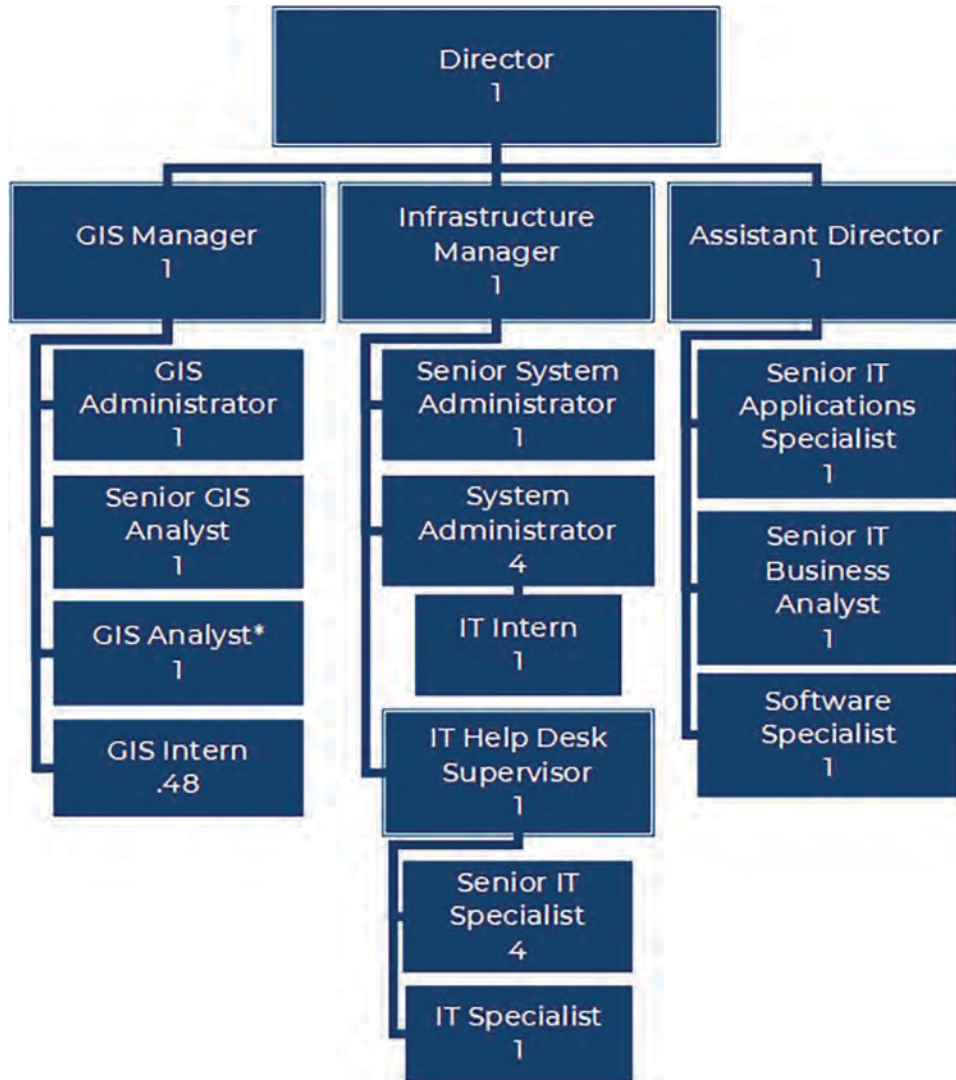 Director
1
GIS Manager
1
Infrastructure
Manager
1
Assistant Director
1
GIS
Administrator
1
Senior GIS
Analyst
1
GIS Analyst*
1
GIS Intern
.48
Senior System
Administrator
1
System
Administrator
4
IT Intern
1
IT Help Desk
Supervisor
1
Senior IT
Specialist
4
IT Specialist
1
Senior IT
Applications
Specialist
1
Senior IT
Business
Analyst
1
Software
Specialist
1